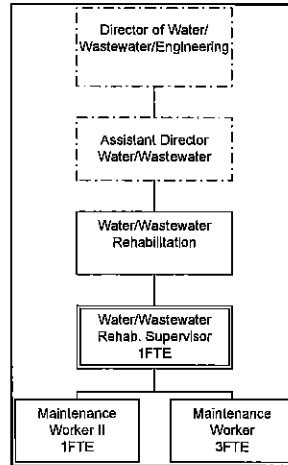 Director of Water/
Wastewater/Engineering
Assistant Director
Water/Wastewater
Water/Wastewater
Rehabilitation
Water/Wastewater
Rehab. Supervisor
1FTE
Maintenance
Worker II
1FTE
Maintenance
Worker
3FTE